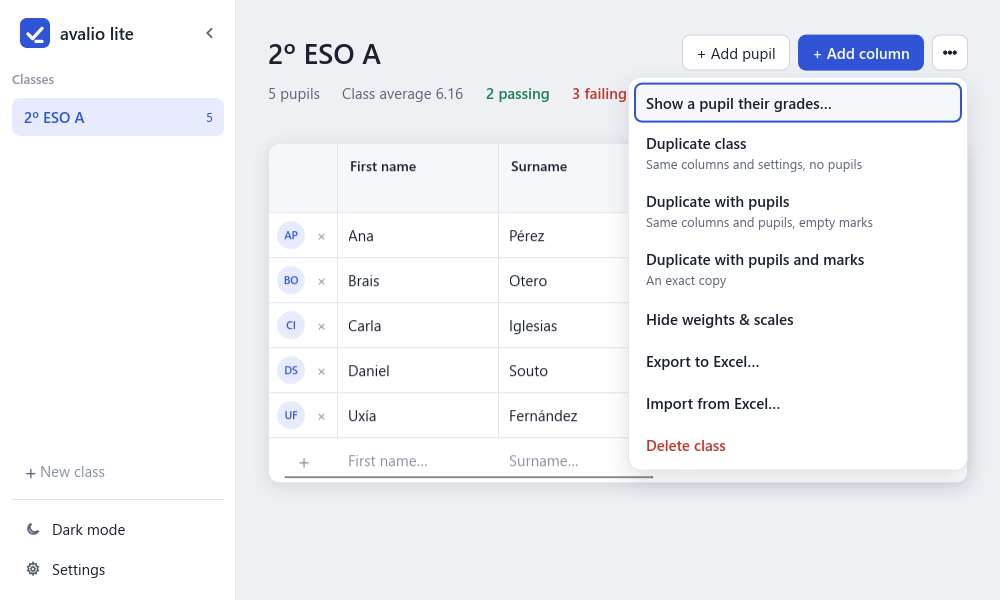 avalio lite
Classes
2º ESO A 5
+ New class
Dark mode
Settings
2º ESO A
+ Add pupil
+ Add column
•••
5 pupils Class average 6.16 2 passing 3 failing
First name Surname
AP × Ana Pérez
BO × Brais Otero
CI × Carla Iglesias
DS × Daniel Souto
UF × Uxía Fernández
+ First name... Surname...
Show a pupil their grades...
Duplicate class
Same columns and settings, no pupils
Duplicate with pupils
Same columns and pupils, empty marks
Duplicate with pupils and marks
An exact copy
Hide weights & scales
Export to Excel...
Import from Excel...
Delete class